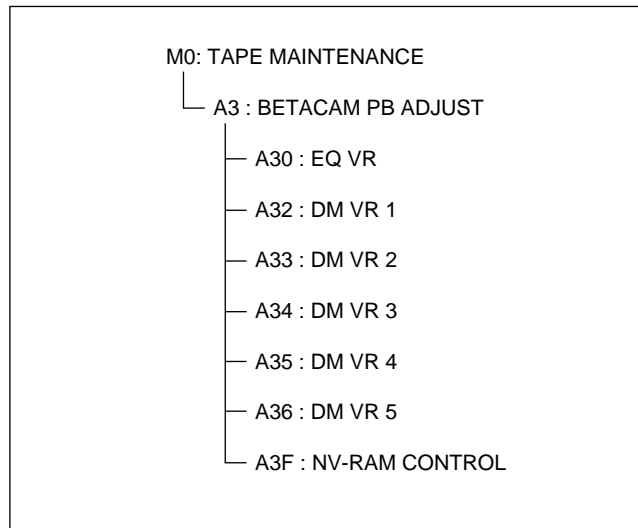 M0: TAPE MAINTENANCE
A3 : BETACAM PB ADJUST
A30 : EQ VR
A32 : DM VR 1
A33 : DM VR 2
A34 : DM VR 3
A35 : DM VR 4
A36 : DM VR 5
A3F : NV-RAM CONTROL